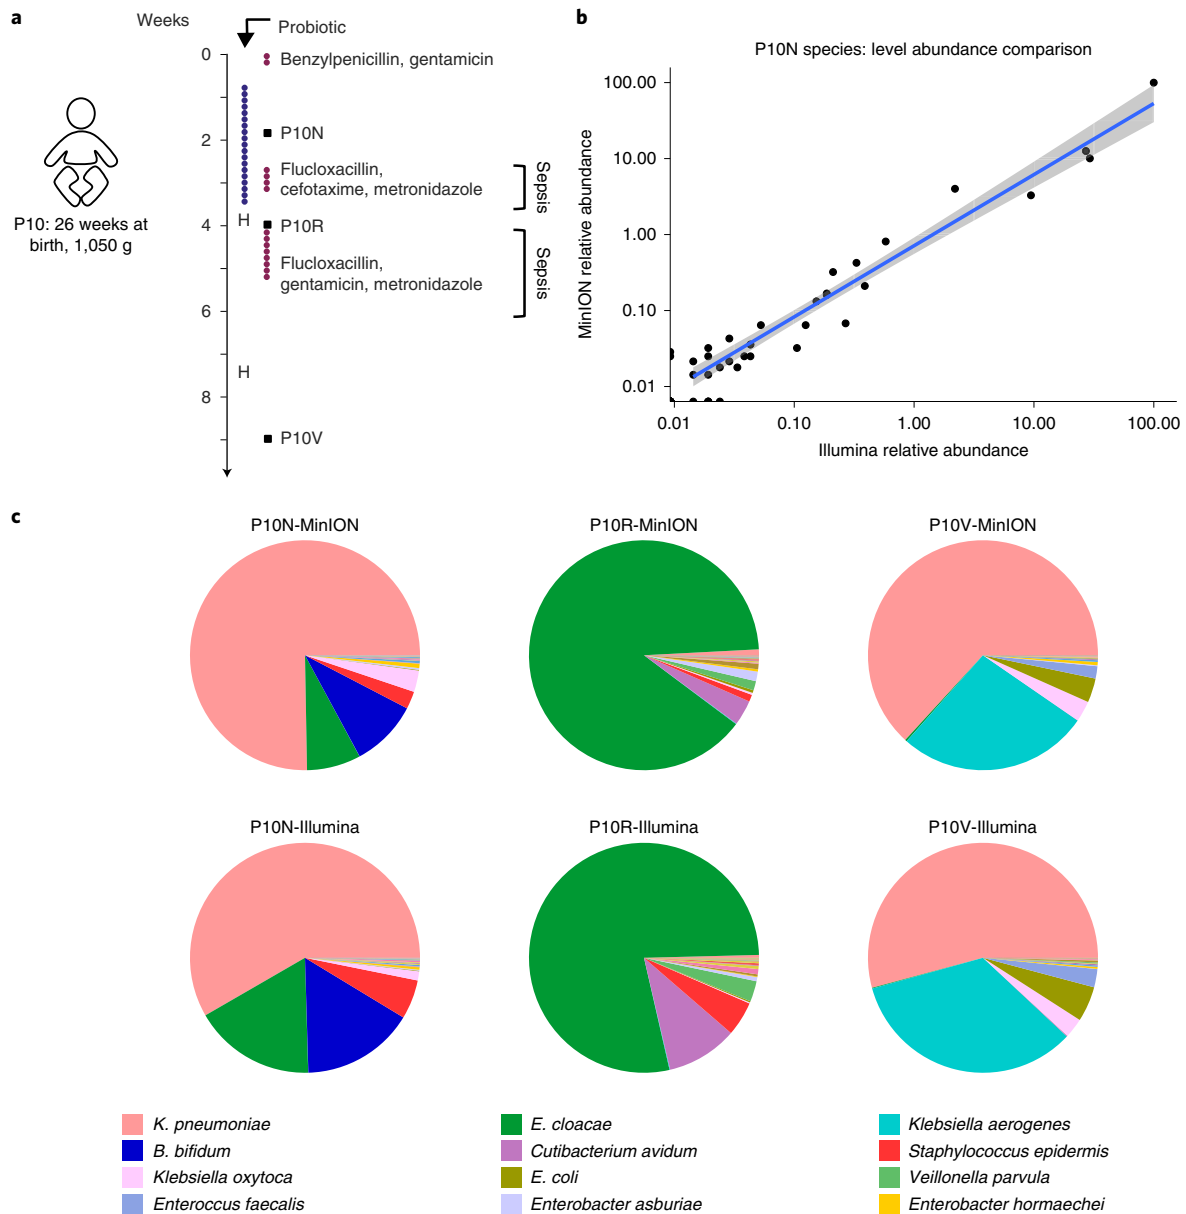 a
Weeks
Probiotic
0
Benzylpenicillin, gentamicin
2
P10N
Flucloxacillin,
cefotaxime, metronidazole
Sepsis
H
4
P10R
Flucloxacillin,
gentamicin, metronidazole
Sepsis
6
H
8
P10V
P10: 26 weeks at
birth, 1,050 g
b
P10N species: level abundance comparison
MinION relative abundance
100.00
10.00
1.00
0.10
0.01
0.01 0.10 1.00 10.00 100.00
Illumina relative abundance
c
P10N-MinION
P10R-MinION
P10V-MinION
P10N-Illumina
P10R-Illumina
P10V-Illumina
K. pneumoniae
B. bifidum
Klebsiella oxytoca
Enteroccus faecalis
E. cloacae
Cutibacterium avidum
E. coli
Enterobacter asburiae
Klebsiella aerogenes
Staphylococcus epidermis
Veillonella parvula
Enterobacter hormaechei